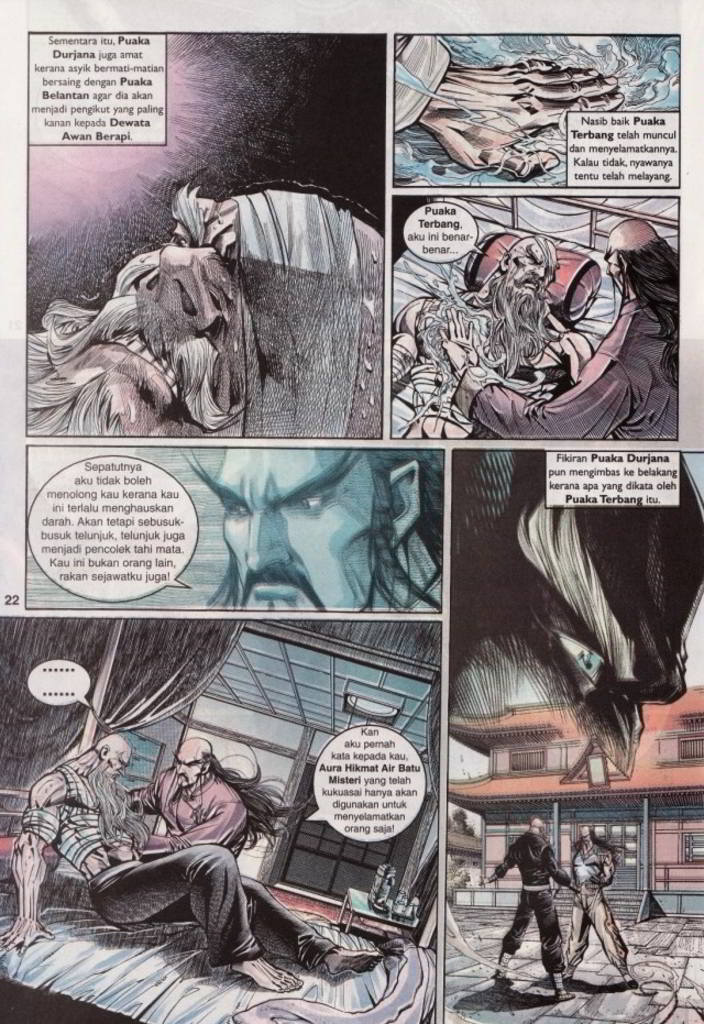 Sementara itu, Puaka
Durjana juga amat
kerana asyik bermati-matian
bersaing dengan Puaka
Belantan agar dia akan
menjadi pengikut yang paling
kanan kepada Dewata
Awan Berapi.
Nasib baik Puaka
Terbang telah muncul
dan menyelamatkannya.
Kalau tidak, nyawanya
tentu telah melayang.
Puaka
Terbang,
aku ini benar-
benar...
Sepatutnya
aku tidak boleh
menolong kau kerana kau
ini terlalu menghauskan
darah. Akan tetapi sebusuk-
busuk telunjuk, telunjuk juga
menjadi pencolek tahi mata.
Kau ini bukan orang lain,
rakan sejawatku juga!
Fikiran Puaka Durjana
pun mengimbas ke belakang
kerana apa yang dikata oleh
Puaka Terbang itu.
22
......
......
Kan
aku pernah
kata kepada kau,
Aura Hikmat Air Batu
Misteri yang telah
kukuasai hanya akan
digunakan untuk
menyelamatkan
orang saja!